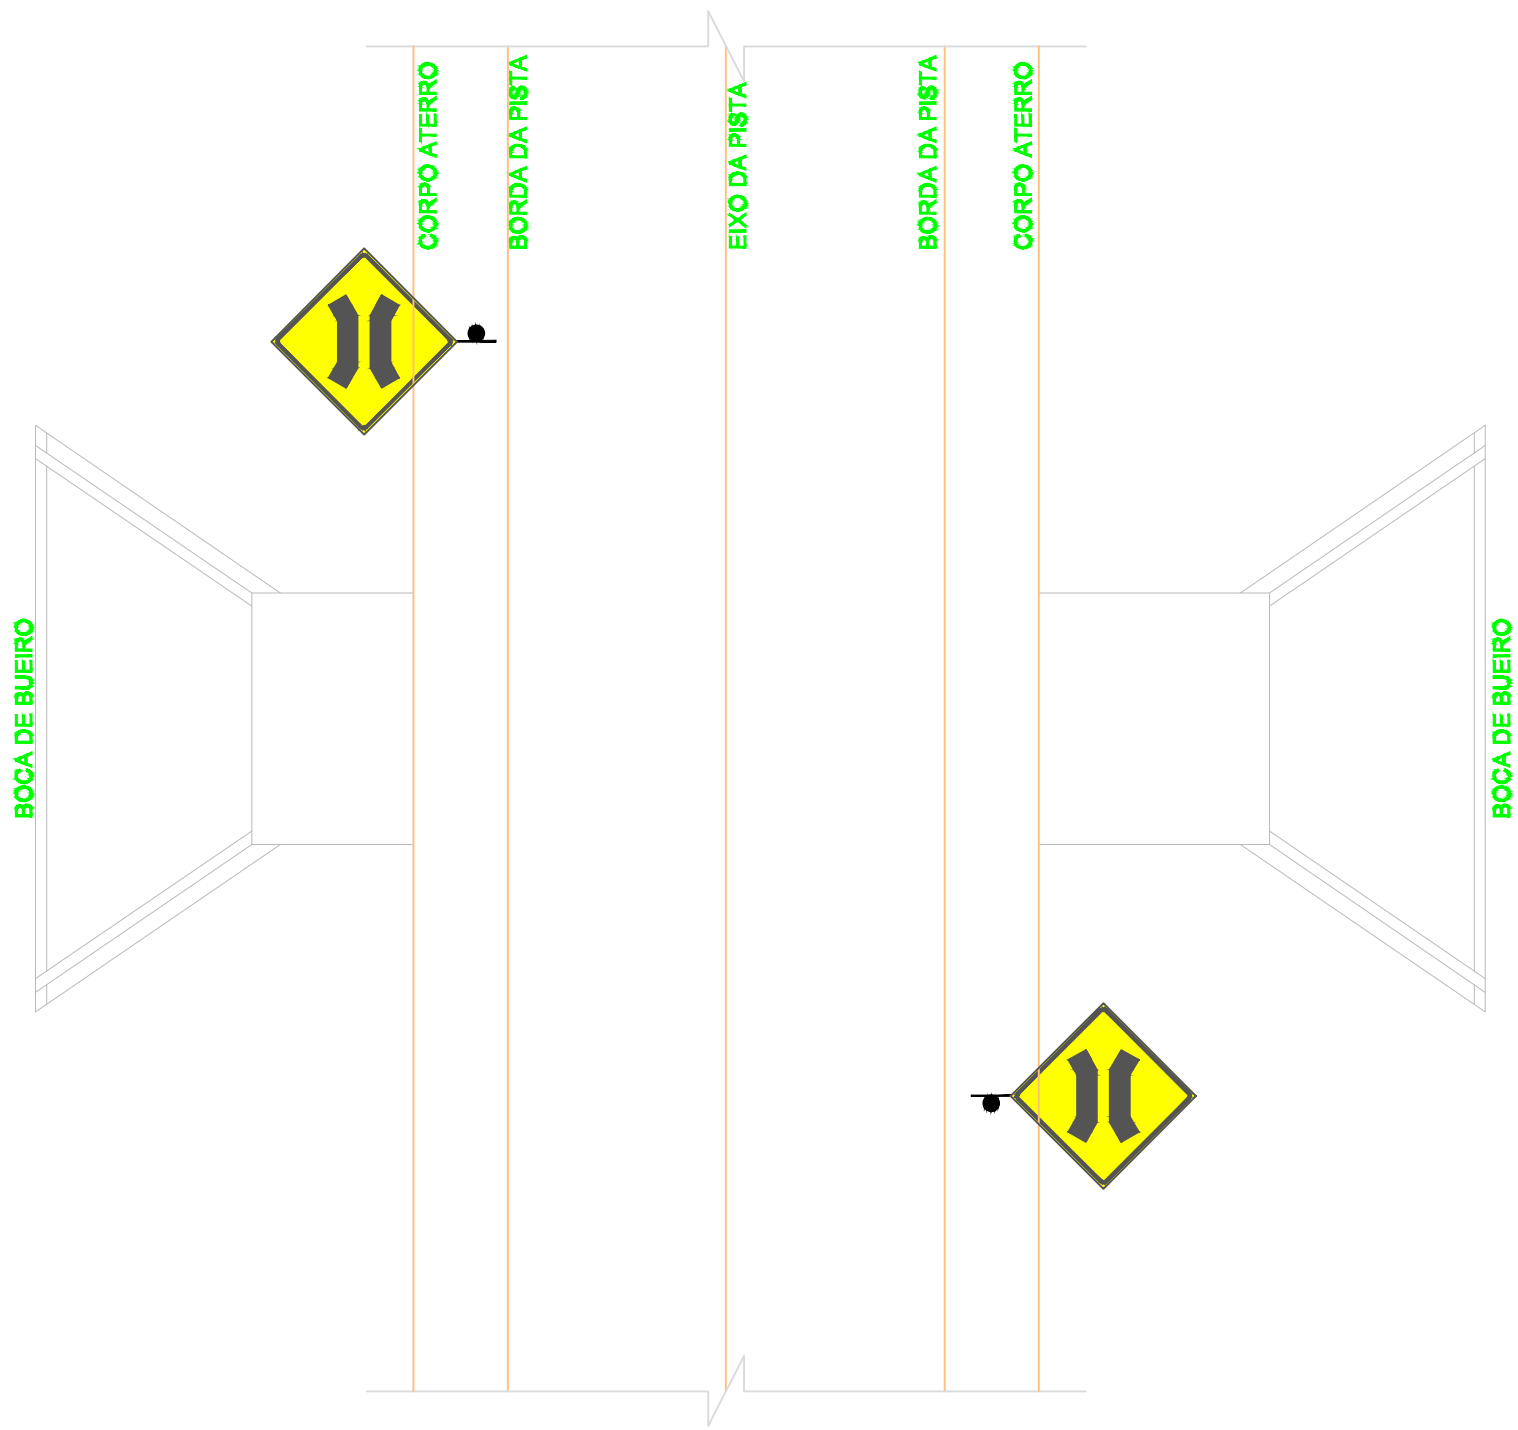 CORPO ATERRO
BORDA DA PISTA
EIXO DA PISTA
BORDA DA PISTA
CORPO ATERRO
BOCA DE BUEIRO
BOCA DE BUEIRO